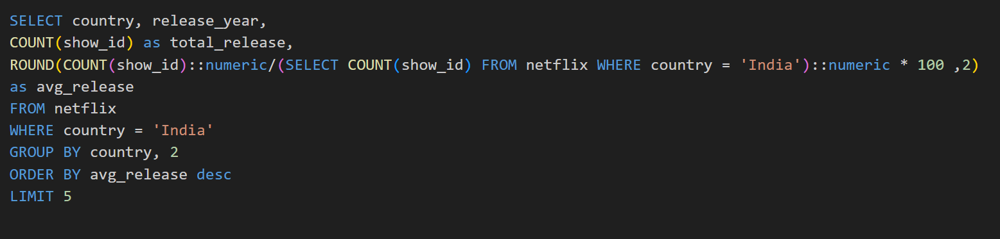 SELECT country, release_year,
COUNT(show_id) as total_release,
ROUND(COUNT(show_id)::numeric/(SELECT COUNT(show_id) FROM netflix WHERE country = 'India')::numeric * 100 ,2)
as avg_release
FROM netflix
WHERE country = 'India'
GROUP BY country, 2
ORDER BY avg_release desc
LIMIT 5